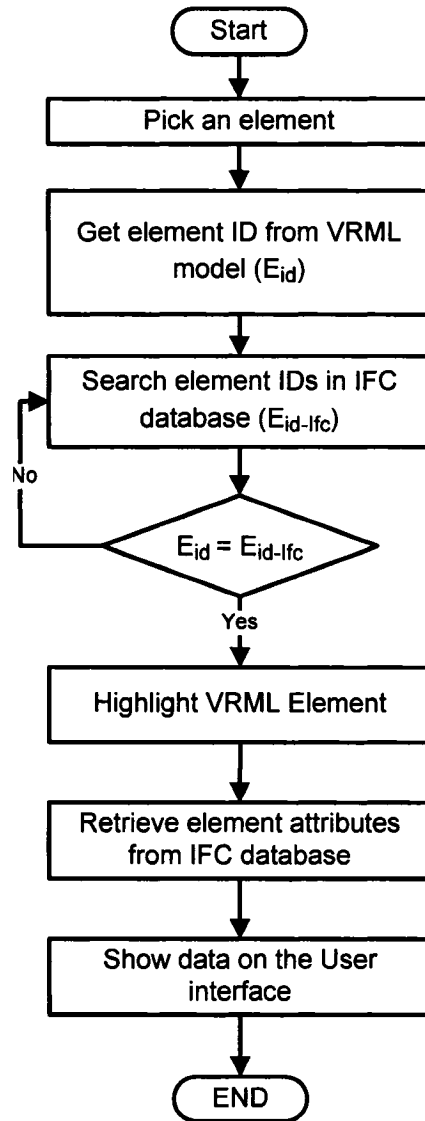 Start
Pick an element
Get element ID from VRML
model (Eid)
Search element IDs in IFC
database (Eid-Ifc)
No
Eid = Eid-Ifc
Yes
Highlight VRML Element
Retrieve element attributes
from IFC database
Show data on the User
interface
END